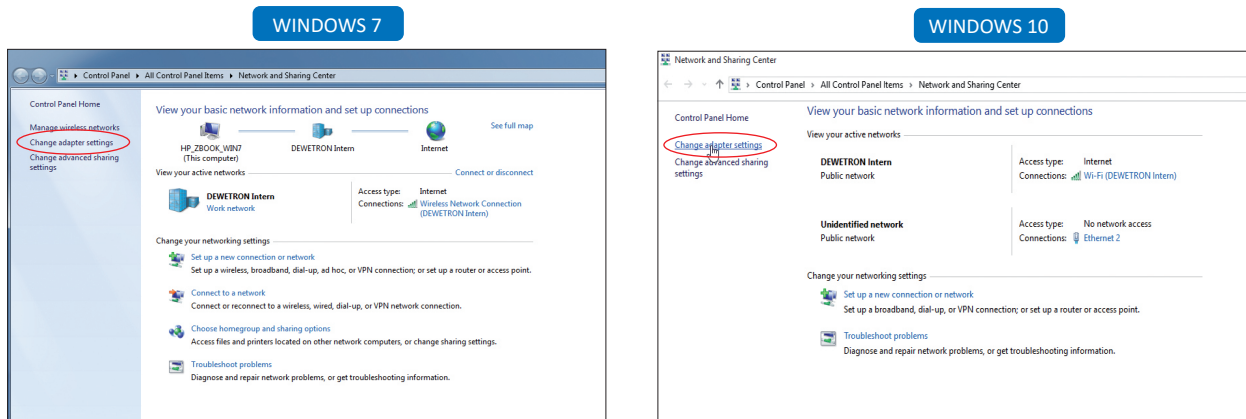 WINDOWS 7
Control Panel ▸ All Control Panel Items ▸ Network and Sharing Center
Control Panel Home
Manage wireless networks
Change adapter settings
Change advanced sharing
settings
View your basic network information and set up connections
See full map
HP_ZBOOK_WIN7
(This computer)
DEWETRON Intern
Internet
View your active networks
Connect or disconnect
DEWETRON Intern
Work network
Access type: Internet
Connections: Wireless Network Connection
(DEWETRON Intern)
Change your networking settings
Set up a new connection or network
Set up a wireless, broadband, dial-up, ad hoc, or VPN connection; or set up a router or access point.
Connect to a network
Connect or reconnect to a wireless, wired, dial-up, or VPN network connection.
Choose homegroup and sharing options
Access files and printers located on other network computers, or change sharing settings.
Troubleshoot problems
Diagnose and repair network problems, or get troubleshooting information.
WINDOWS 10
Network and Sharing Center
Control Panel > All Control Panel Items > Network and Sharing Center
Control Panel Home
Change adapter settings
Change advanced sharing
settings
View your basic network information and set up connections
View your active networks
DEWETRON Intern
Public network
Access type: Internet
Connections: Wi-Fi (DEWETRON Intern)
Unidentified network
Public network
Access type: No network access
Connections: Ethernet 2
Change your networking settings
Set up a new connection or network
Set up a broadband, dial-up, or VPN connection; or set up a router or access point.
Troubleshoot problems
Diagnose and repair network problems, or get troubleshooting information.